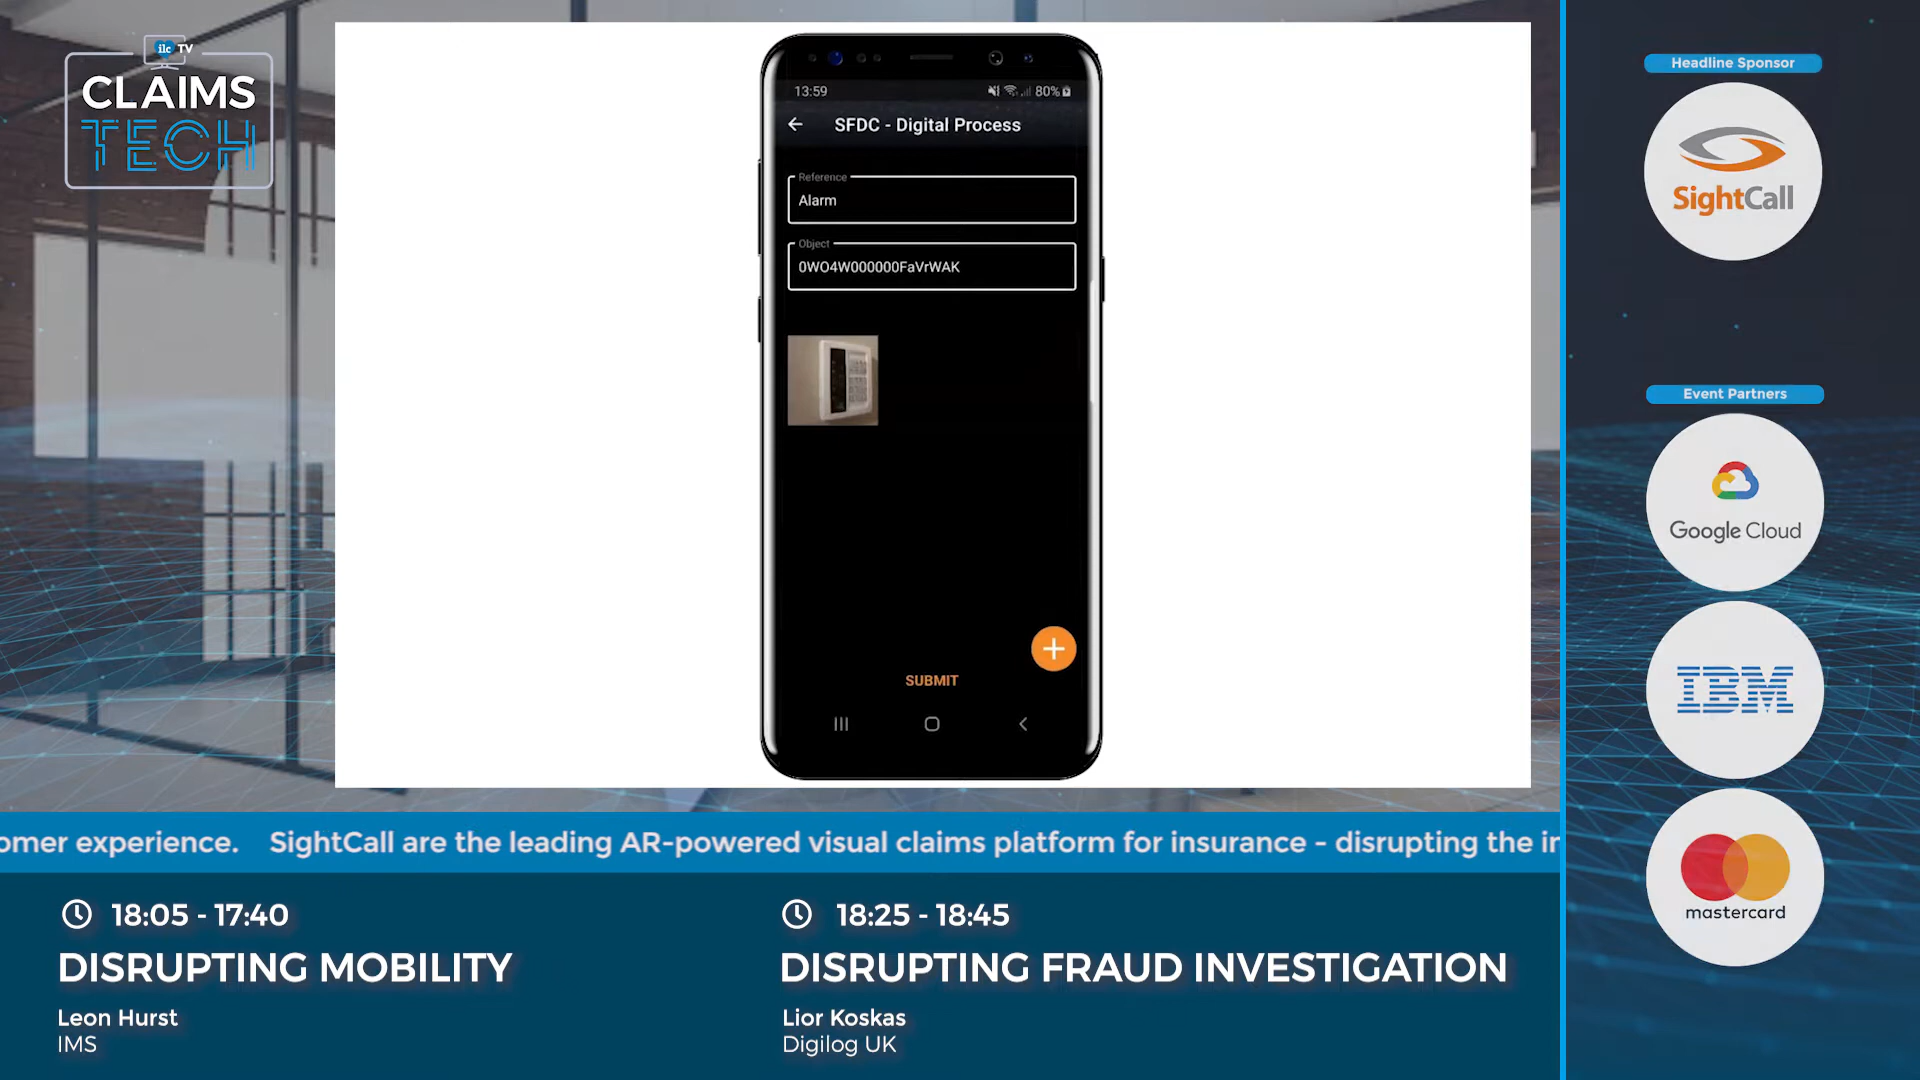 ilc TV
CLAIMS
TECH
13:59
80%
SFDC - Digital Process
Reference
Alarm
Object
0WO4W000000FaVrWAK
SUBMIT
Headline Sponsor
SightCall
Event Partners
Google Cloud
IBM
mastercard
omer experience. SightCall are the leading AR-powered visual claims platform for insurance - disrupting the in
18:05 - 17:40
DISRUPTING MOBILITY
Leon Hurst
IMS
18:25 - 18:45
DISRUPTING FRAUD INVESTIGATION
Lior Koskas
Digilog UK